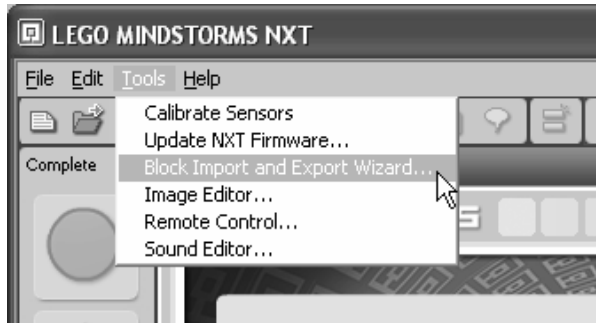 LEGO MINDSTORMS NXT
File Edit Tools Help
Calibrate Sensors
Update NXT Firmware...
Complete
Block Import and Export Wizard...
Image Editor...
Remote Control...
Sound Editor...